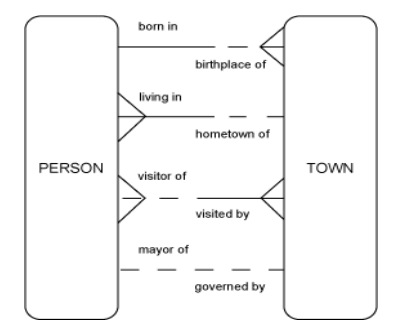 born in
birthplace of
living in
hometown of
PERSON
TOWN
visitor of
visited by
mayor of
governed by